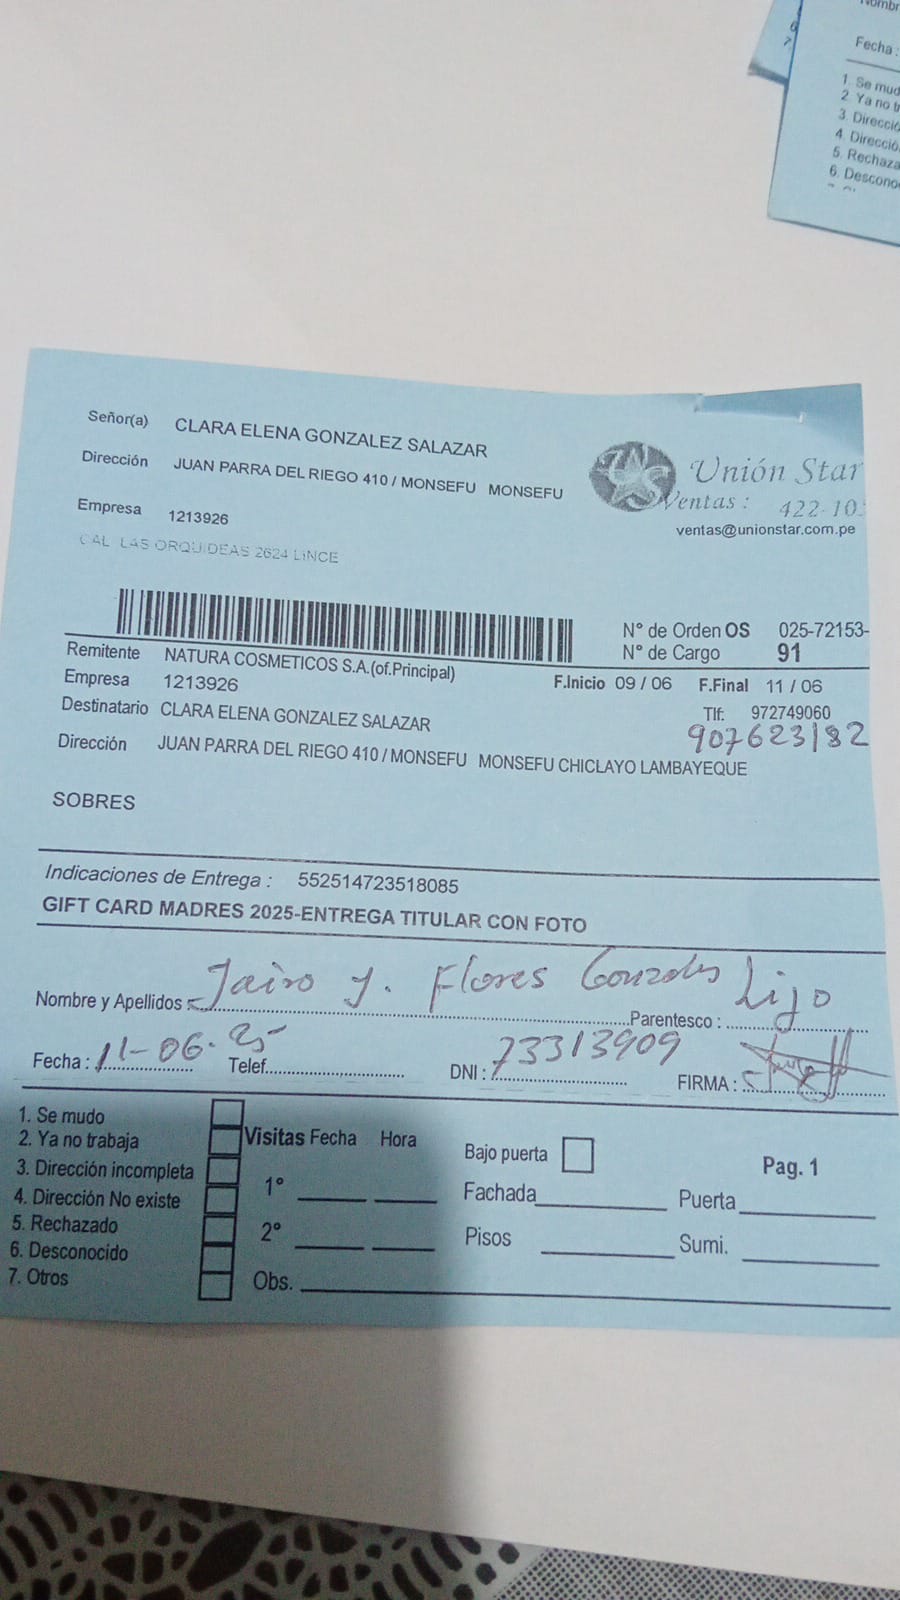 Nombr
Fecha :
1. Se mud
2. Ya no tr
3. Direcció
4. Direcció
5. Rechaza
6. Descono
6
7
Señor(a) CLARA ELENA GONZALEZ SALAZAR
Dirección JUAN PARRA DEL RIEGO 410 / MONSEFU MONSEFU
Empresa 1213926
CAL LAS ORQUIDEAS 2624 LINCE
Unión Star
Ventas : 422-10
ventas@unionstar.com.pe
N° de Orden OS 025-72153-
N° de Cargo 91
Remitente NATURA COSMETICOS S.A.(of.Principal)
Empresa 1213926 F.Inicio 09 / 06 F.Final 11 / 06
Destinatario CLARA ELENA GONZALEZ SALAZAR Tlf: 972749060
907623182
Dirección JUAN PARRA DEL RIEGO 410 / MONSEFU MONSEFU CHICLAYO LAMBAYEQUE
SOBRES
Indicaciones de Entrega : 552514723518085
GIFT CARD MADRES 2025-ENTREGA TITULAR CON FOTO
Nombre y Apellidos : Jairo Y. Flores Gonzales Parentesco : Hijo
Fecha : 11-06-25 Telef. DNI : 73313909 FIRMA :
1. Se mudo
2. Ya no trabaja Visitas Fecha Hora Bajo puerta Pag. 1
3. Dirección incompleta 1° Fachada Puerta
4. Dirección No existe
5. Rechazado 2° Pisos Sumi.
6. Desconocido
7. Otros Obs.